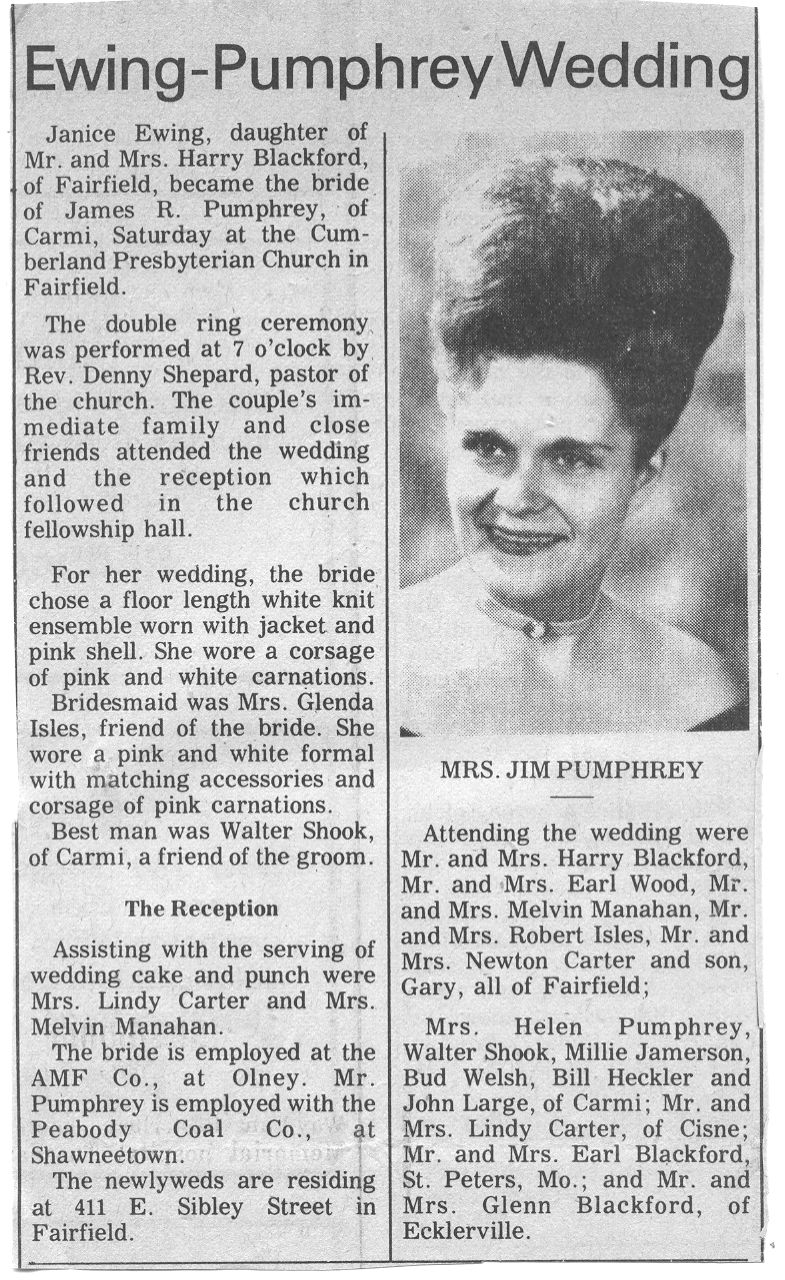 Ewing-Pumphrey Wedding
Janice Ewing, daughter of
Mr. and Mrs. Harry Blackford,
of Fairfield, became the bride
of James R. Pumphrey, of
Carmi, Saturday at the Cum-
berland Presbyterian Church in
Fairfield.
The double ring ceremony
was performed at 7 o'clock by
Rev. Denny Shepard, pastor of
the church. The couple's im-
mediate family and close
friends attended the wedding
and the reception which
followed in the church
fellowship hall.
For her wedding, the bride
chose a floor length white knit
ensemble worn with jacket and
pink shell. She wore a corsage
of pink and white carnations.
Bridesmaid was Mrs. Glenda
Isles, friend of the bride. She
wore a pink and white formal
with matching accessories and
corsage of pink carnations.
Best man was Walter Shook,
of Carmi, a friend of the groom.
The Reception
Assisting with the serving of
wedding cake and punch were
Mrs. Lindy Carter and Mrs.
Melvin Manahan.
The bride is employed at the
AMF Co., at Olney. Mr.
Pumphrey is employed with the
Peabody Coal Co., at
Shawneetown.
The newlyweds are residing
at 411 E. Sibley Street in
Fairfield.
MRS. JIM PUMPHREY
Attending the wedding were
Mr. and Mrs. Harry Blackford,
Mr. and Mrs. Earl Wood, Mr.
and Mrs. Melvin Manahan, Mr.
and Mrs. Robert Isles, Mr. and
Mrs. Newton Carter and son,
Gary, all of Fairfield;
Mrs. Helen Pumphrey,
Walter Shook, Millie Jamerson,
Bud Welsh, Bill Heckler and
John Large, of Carmi; Mr. and
Mrs. Lindy Carter, of Cisne;
Mr. and Mrs. Earl Blackford,
St. Peters, Mo.; and Mr. and
Mrs. Glenn Blackford, of
Ecklerville.